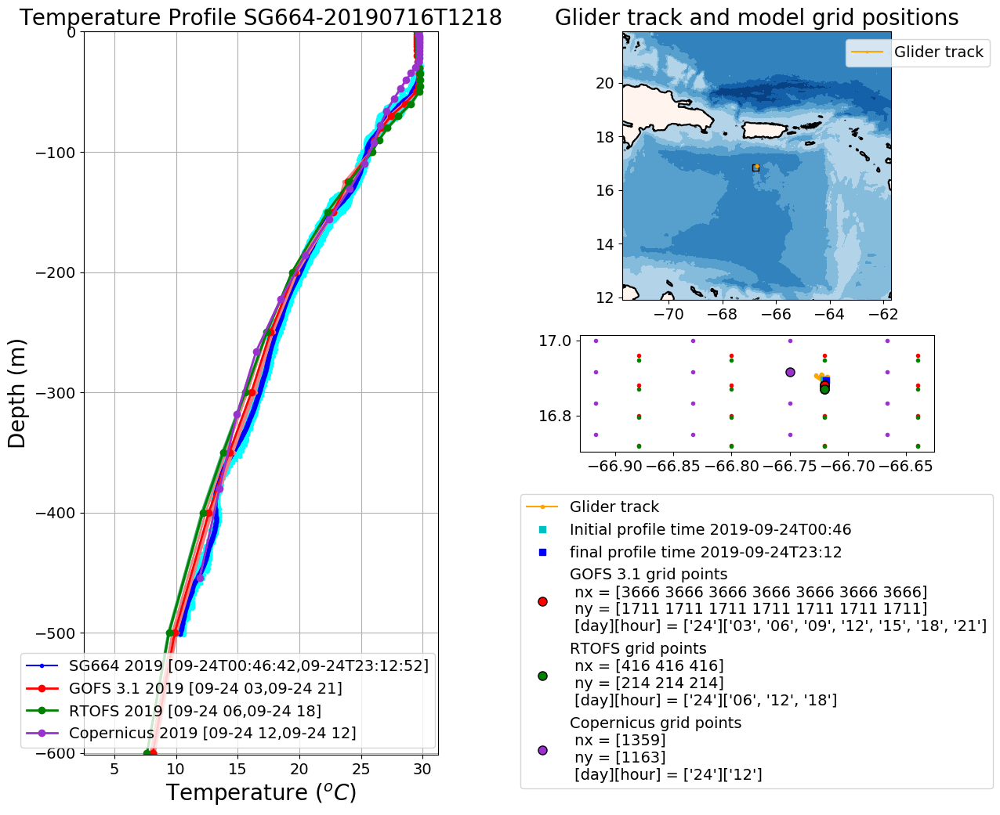 Temperature Profile SG664-20190716T1218
0
−100
−200
−300
−400
−500
−600
Depth (m)
5 10 15 20 25 30
Temperature (°C)
SG664 2019 [09-24T00:46:42,09-24T23:12:52]
GOFS 3.1 2019 [09-24 03,09-24 21]
RTOFS 2019 [09-24 06,09-24 18]
Copernicus 2019 [09-24 12,09-24 12]
Glider track and model grid positions
Glider track
20
18
16
14
12
−70 −68 −66 −64 −62
17.0
16.8
−66.90 −66.85 −66.80 −66.75 −66.70 −66.65
Glider track
Initial profile time 2019-09-24T00:46
final profile time 2019-09-24T23:12
GOFS 3.1 grid points
nx = [3666 3666 3666 3666 3666 3666 3666]
ny = [1711 1711 1711 1711 1711 1711 1711]
[day][hour] = ['24']['03', '06', '09', '12', '15', '18', '21']
RTOFS grid points
nx = [416 416 416]
ny = [214 214 214]
[day][hour] = ['24']['06', '12', '18']
Copernicus grid points
nx = [1359]
ny = [1163]
[day][hour] = ['24']['12']